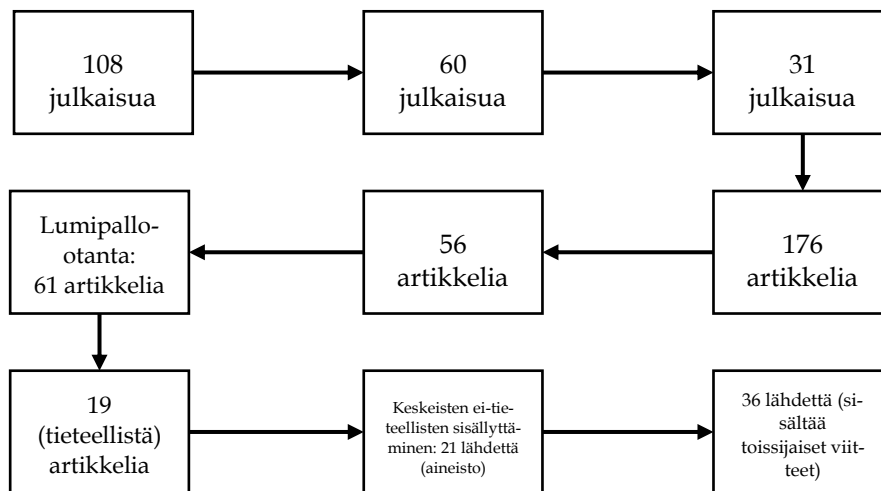 108
julkaisua
60
julkaisua
31
julkaisua
176
artikkelia
56
artikkelia
Lumipallo-
otanta:
61 artikkelia
19
(tieteellistä)
artikkelia
Keskeisten ei-tie-
teellisten sisällyttä-
minen: 21 lähdettä
(aineisto)
36 lähdettä (si-
sältää
toissijaiset viit-
teet)